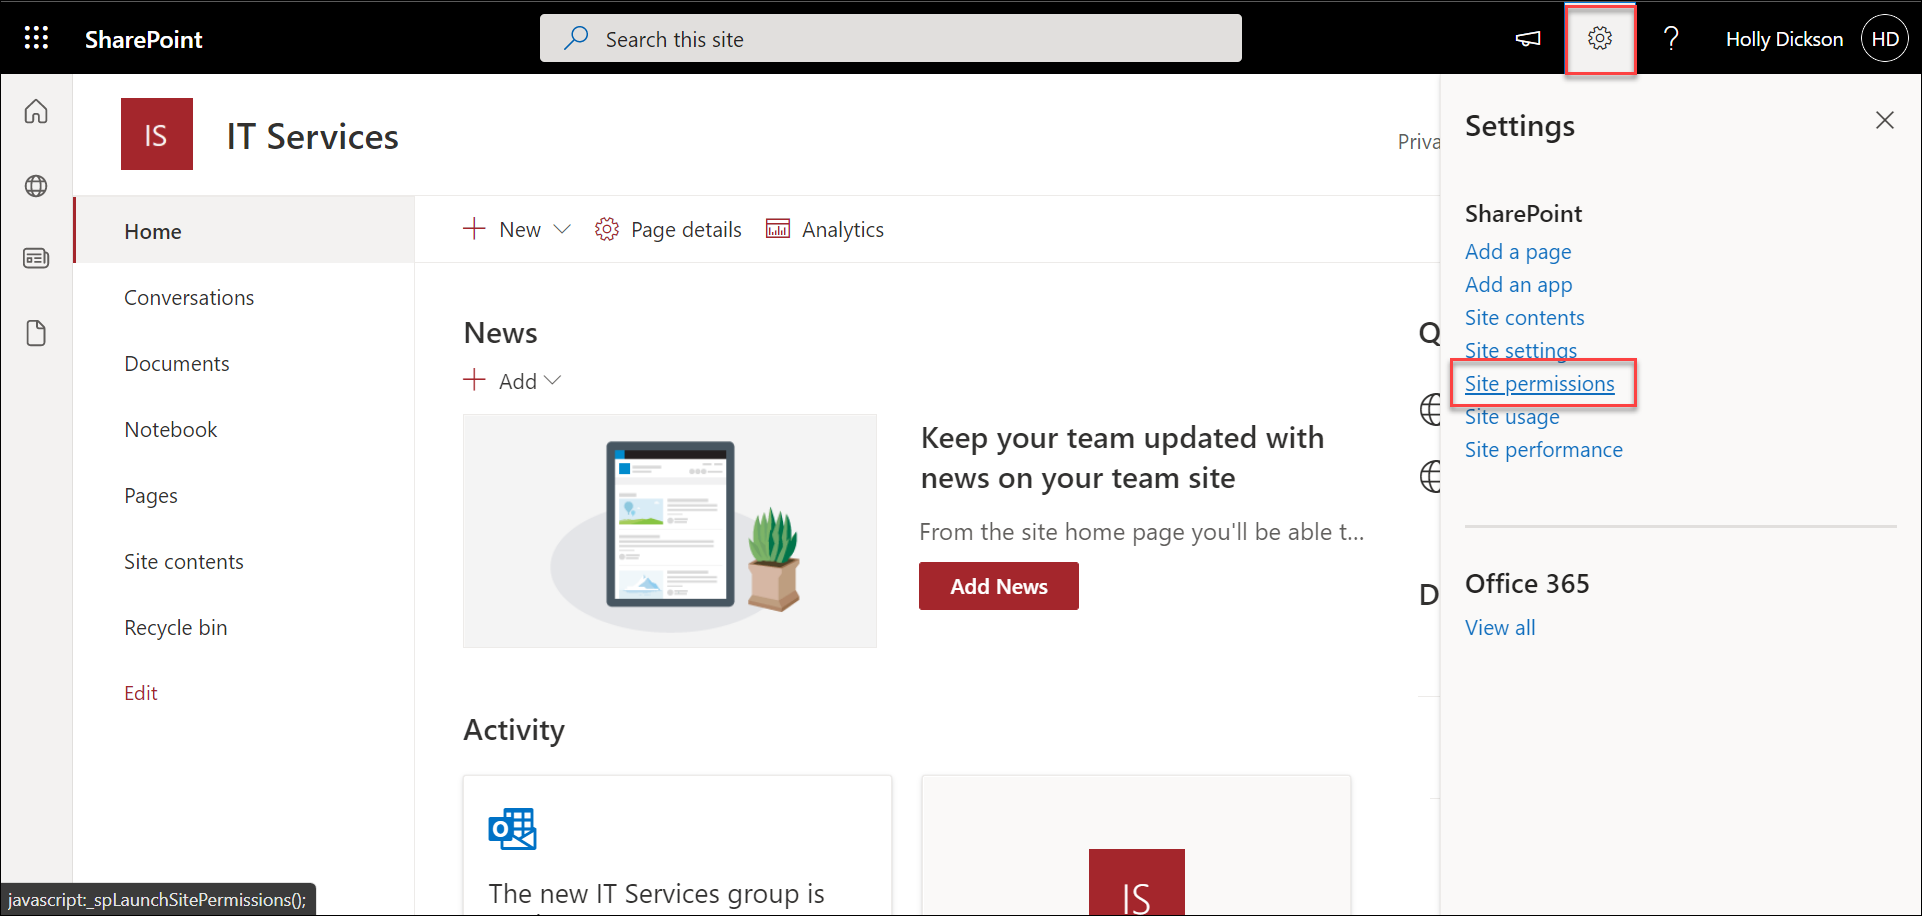 SharePoint
Search this site
Holly Dickson
HD
IS
IT Services
Priva
Home
Conversations
Documents
Notebook
Pages
Site contents
Recycle bin
Edit
New
Page details
Analytics
News
Add
Keep your team updated with
news on your team site
From the site home page you'll be able t...
Add News
Activity
The new IT Services group is
IS
Q
D
Settings
SharePoint
Add a page
Add an app
Site contents
Site settings
Site permissions
Site usage
Site performance
Office 365
View all
javascript:_spLaunchSitePermissions();